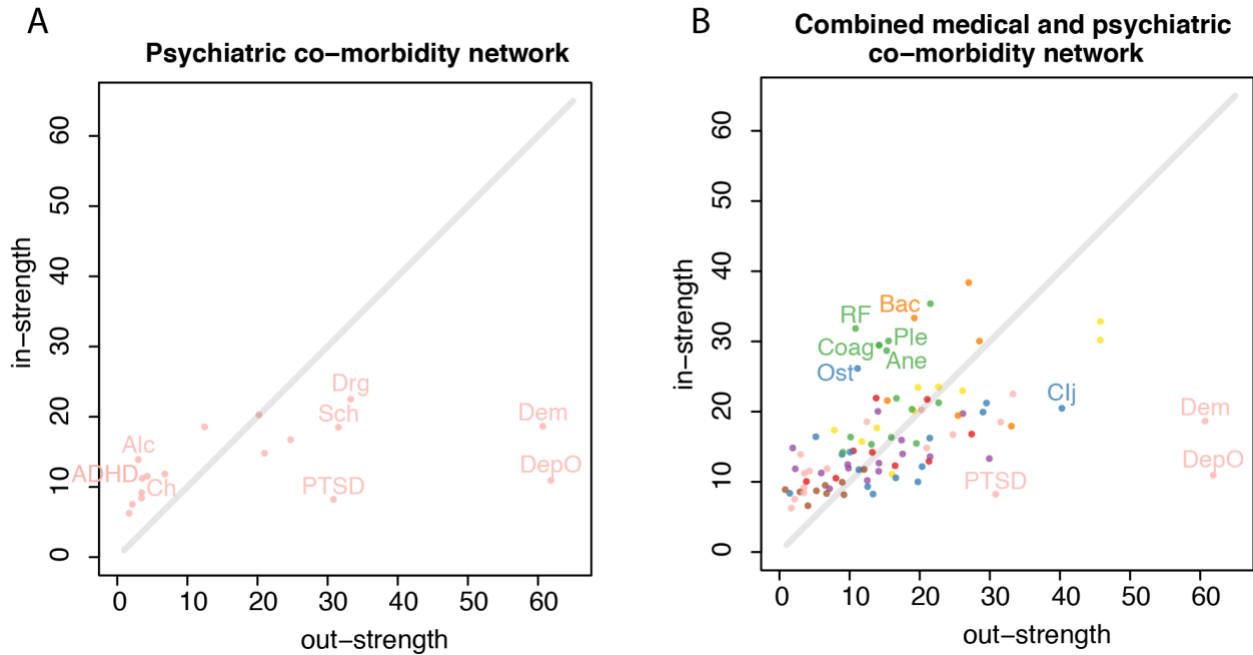 A
Psychiatric co-morbidity network
in-strength
60
50
40
30
20
10
0
Drg
Sch
Dem
DepO
PTSD
Alc
ADHD
Ch
0 10 20 30 40 50 60
out-strength
B
Combined medical and psychiatric
co-morbidity network
in-strength
60
50
40
30
20
10
0
Bac
RF
Ple
Coag
Ane
Ost
CIj
Dem
DepO
PTSD
0 10 20 30 40 50 60
out-strength